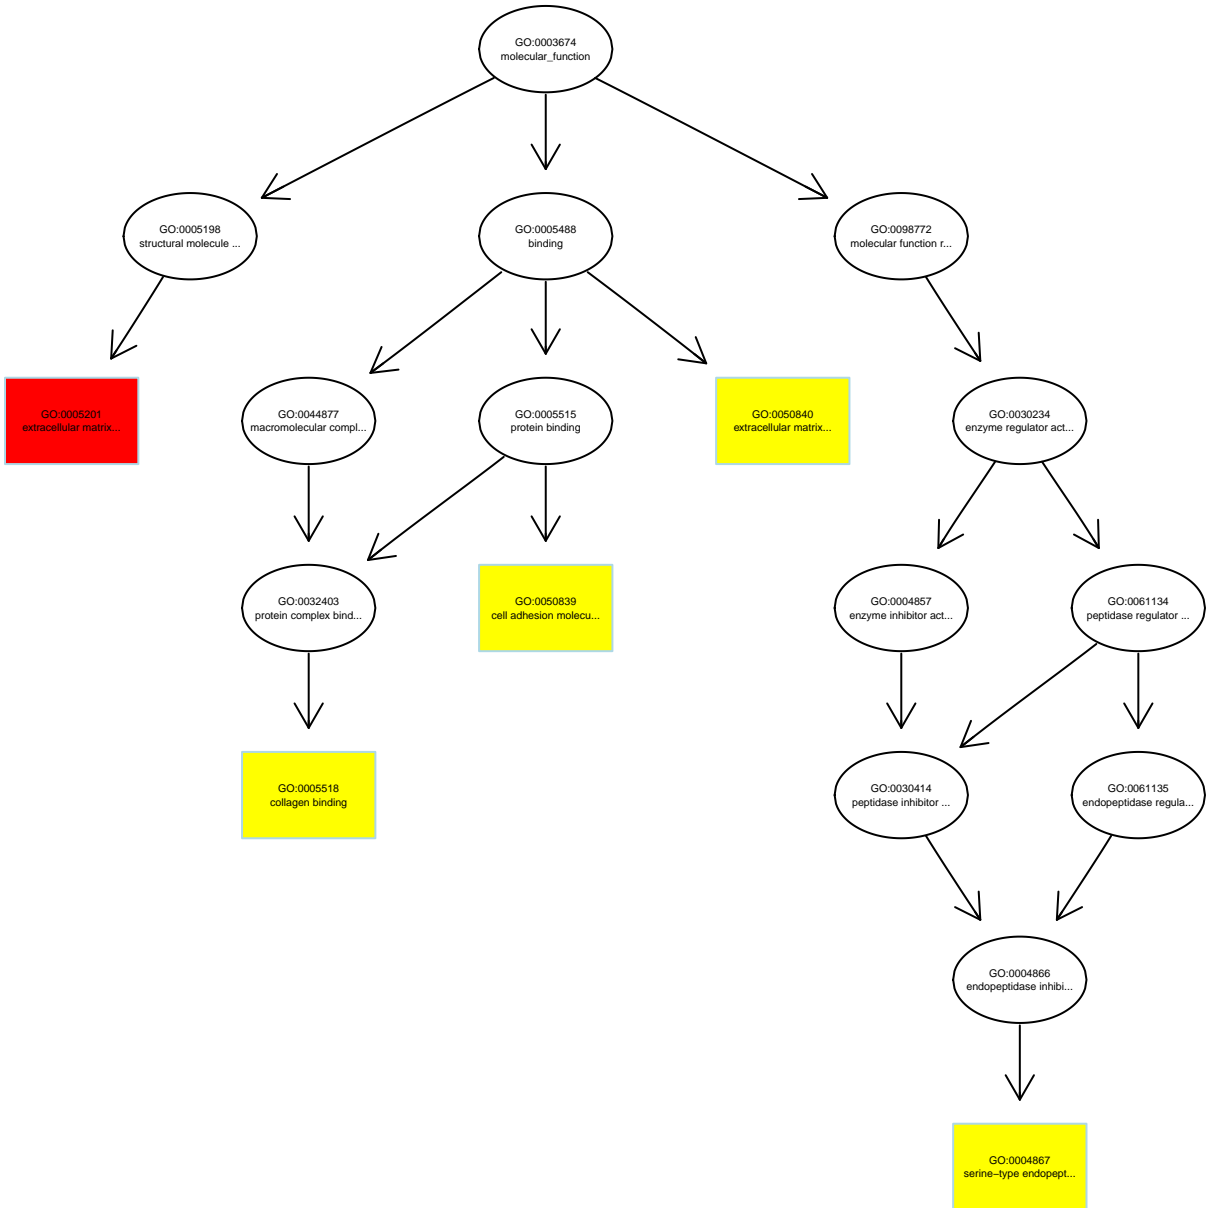 GO:0003674
molecular_function
GO:0005198
structural molecule ...
GO:0005488
binding
GO:0098772
molecular function r...
GO:0005201
extracellular matrix...
GO:0044877
macromolecular compl...
GO:0005515
protein binding
GO:0050840
extracellular matrix...
GO:0030234
enzyme regulator act...
GO:0032403
protein complex bind...
GO:0050839
cell adhesion molecu...
GO:0004857
enzyme inhibitor act...
GO:0061134
peptidase regulator ...
GO:0005518
collagen binding
GO:0030414
peptidase inhibitor ...
GO:0061135
endopeptidase regula...
GO:0004866
endopeptidase inhibi...
GO:0004867
serine−type endopept...